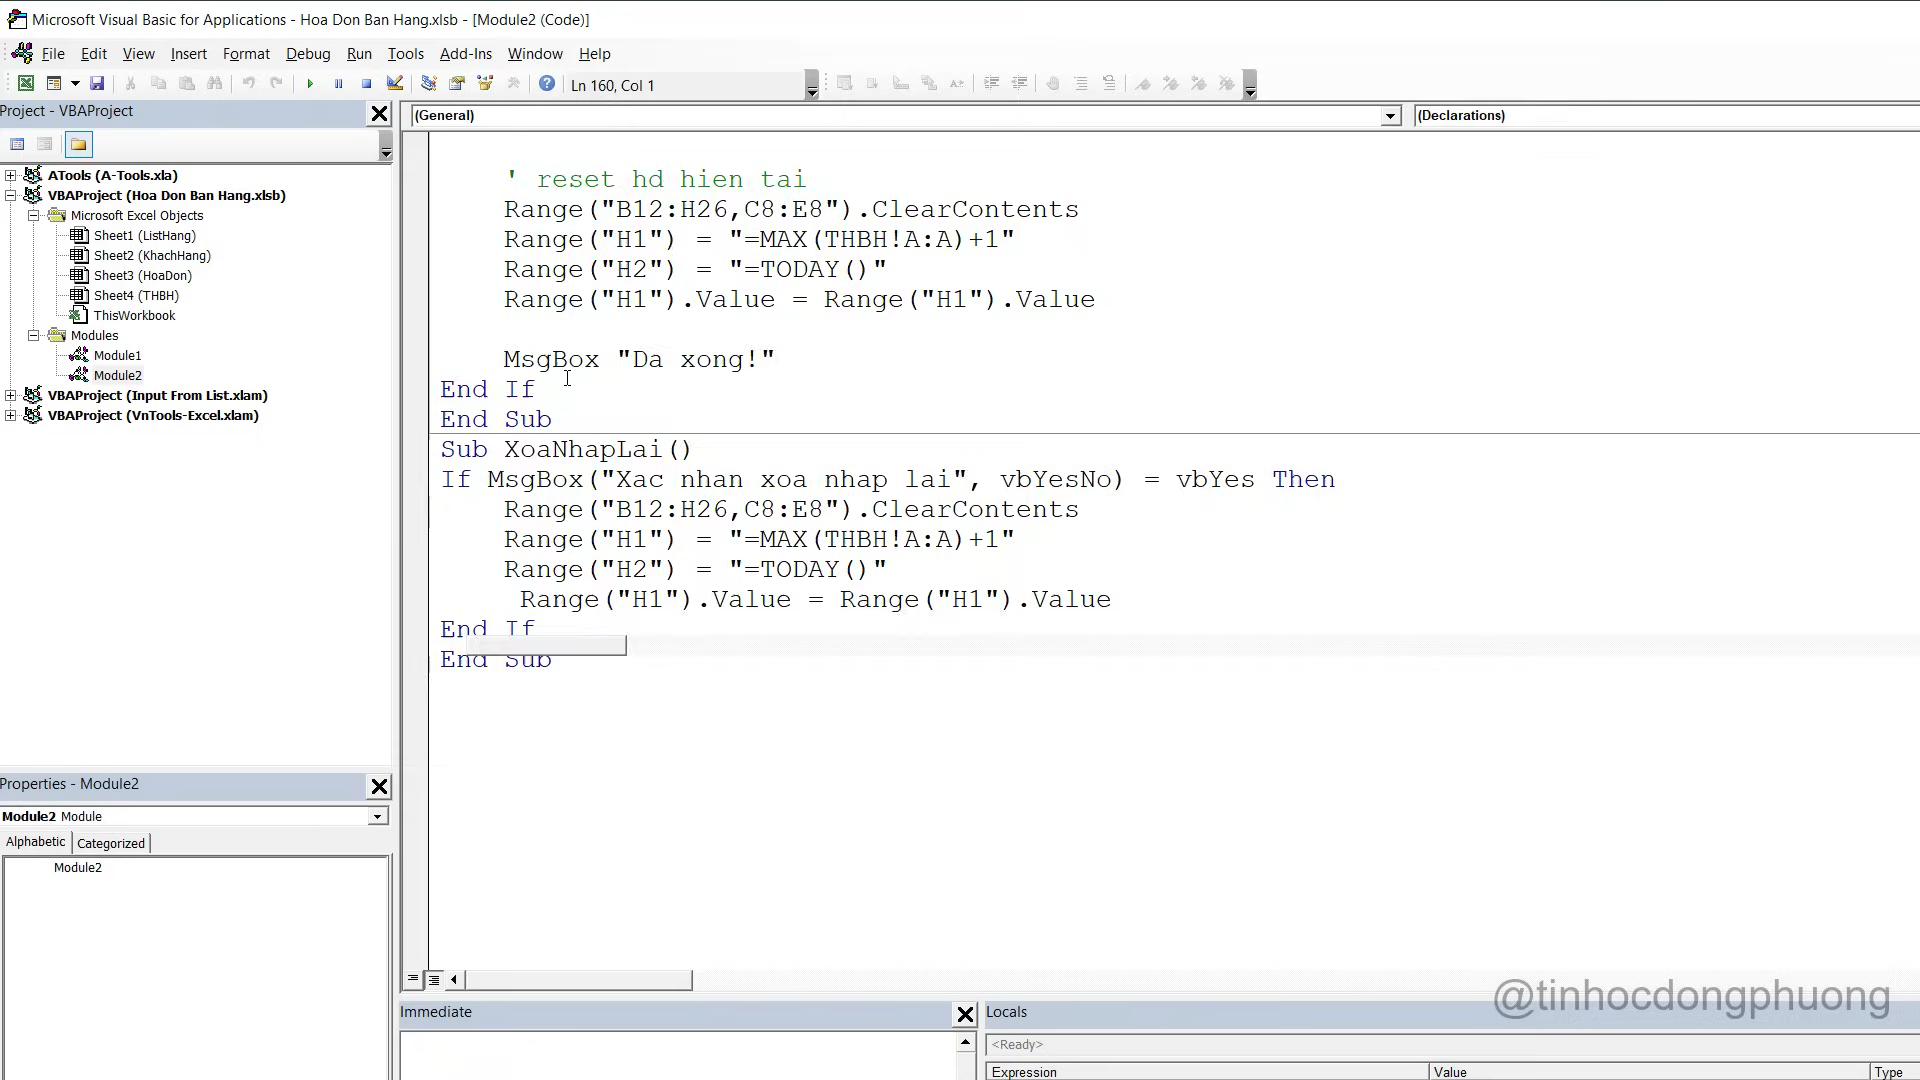 Microsoft Visual Basic for Applications - Hoa Don Ban Hang.xlsb - [Module2 (Code)]
File Edit View Insert Format Debug Run Tools Add-Ins Window Help
Ln 160, Col 1
Project - VBAProject
ATools (A-Tools.xla)
VBAProject (Hoa Don Ban Hang.xlsb)
Microsoft Excel Objects
Sheet1 (ListHang)
Sheet2 (KhachHang)
Sheet3 (HoaDon)
Sheet4 (THBH)
ThisWorkbook
Modules
Module1
Module2
VBAProject (Input From List.xlam)
VBAProject (VnTools-Excel.xlam)
Properties - Module2
Module2 Module
Alphabetic Categorized
Module2
(General) (Declarations)
' reset hd hien tai
Range("B12:H26,C8:E8").ClearContents
Range("H1") = "=MAX(THBH!A:A)+1"
Range("H2") = "=TODAY()"
Range("H1").Value = Range("H1").Value
MsgBox "Da xong!"
End If
End Sub
Sub XoaNhapLai()
If MsgBox("Xac nhan xoa nhap lai", vbYesNo) = vbYes Then
Range("B12:H26,C8:E8").ClearContents
Range("H1") = "=MAX(THBH!A:A)+1"
Range("H2") = "=TODAY()"
Range("H1").Value = Range("H1").Value
End If
End Sub
@tinhocdongphuong
Immediate
Locals
<Ready>
Expression Value Type